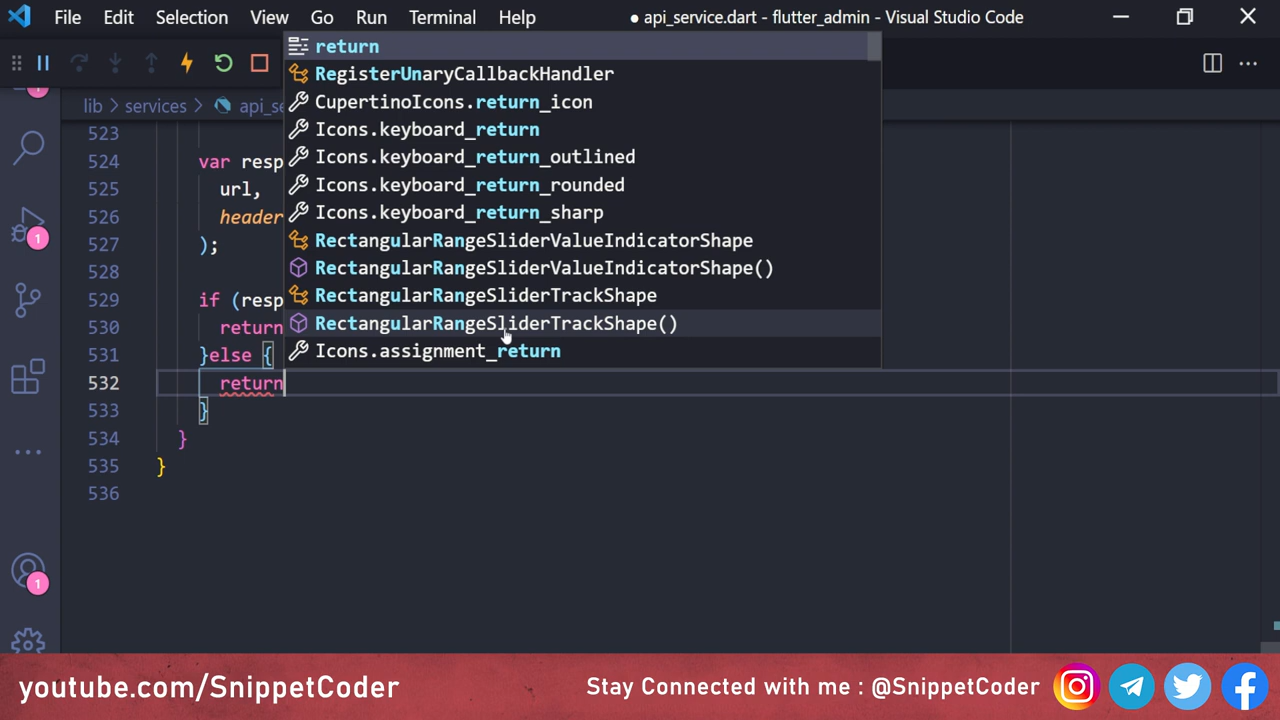 File Edit Selection View Go Run Terminal Help ● api_service.dart - flutter_admin - Visual Studio Code
return
RegisterUnaryCallbackHandler
lib > services > api_se
CupertinoIcons.return_icon
523
Icons.keyboard_return
524 var resp
Icons.keyboard_return_outlined
525 url,
Icons.keyboard_return_rounded
526 header
Icons.keyboard_return_sharp
527 );
RectangularRangeSliderValueIndicatorShape
528
RectangularRangeSliderValueIndicatorShape()
529 if (resp
RectangularRangeSliderTrackShape
530 return
RectangularRangeSliderTrackShape()
531 }else {
Icons.assignment_return
532 return
533 }
534 }
535 }
536
1
1
youtube.com/SnippetCoder
Stay Connected with me : @SnippetCoder